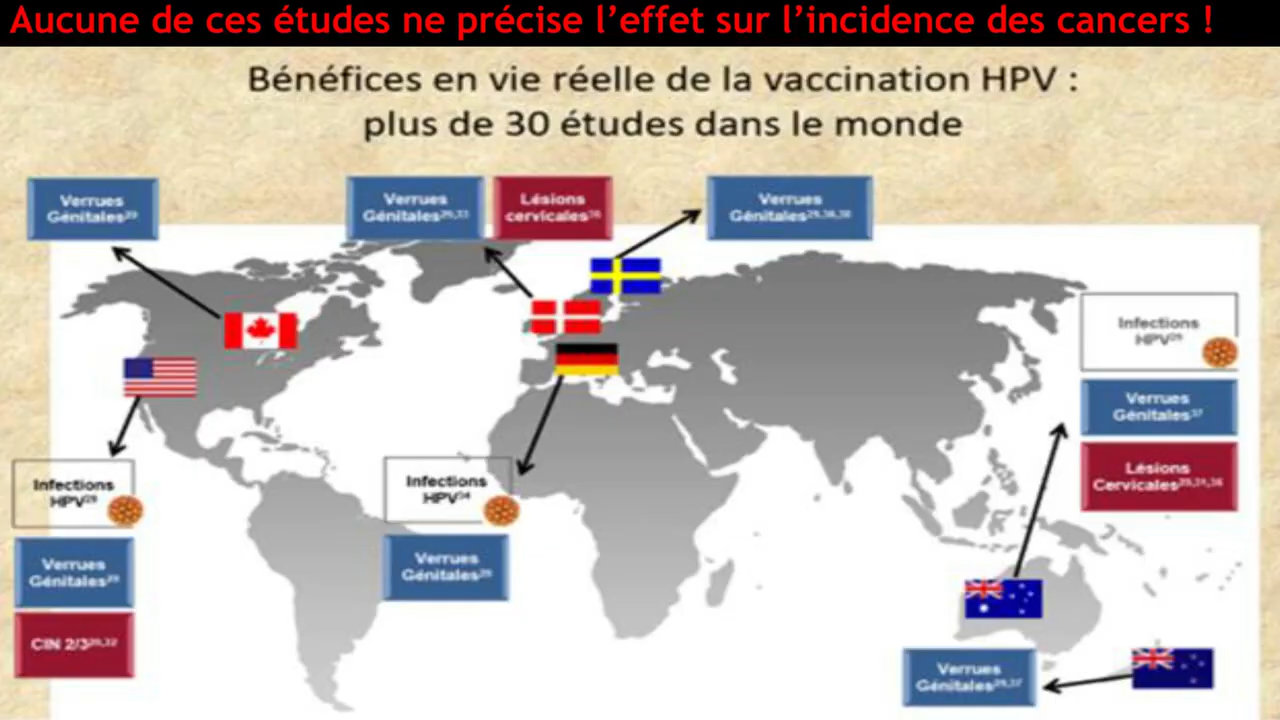 Aucune de ces études ne précise l’effet sur l’incidence des cancers !
Bénéfices en vie réelle de la vaccination HPV :
plus de 30 études dans le monde
Verrues
Génitales
Verrues
Génitales
Lésions
cervicales
Verrues
Génitales
Infections
HPV
Verrues
Génitales
Lésions
Cervicales
Infections
HPV
Verrues
Génitales
CIN 2/3
Infections
HPV
Verrues
Génitales
Verrues
Génitales